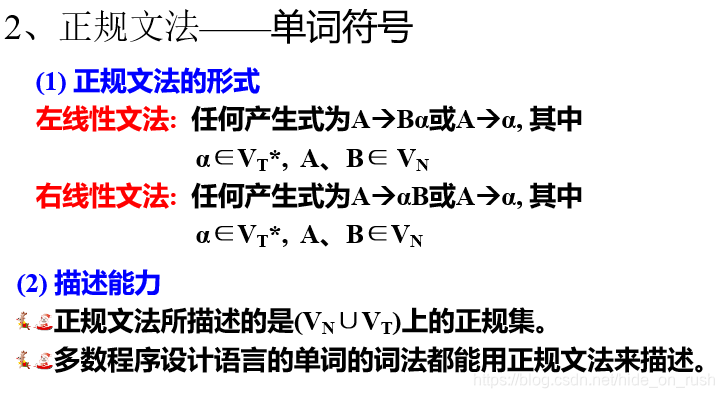 2、正规文法——单词符号
(1) 正规文法的形式
左线性文法: 任何产生式为A→Bα或A→α, 其中
α∈VT*, A、B∈ VN
右线性文法: 任何产生式为A→αB或A→α, 其中
α∈VT*, A、B∈VN
(2) 描述能力
正规文法所描述的是(VN∪VT)上的正规集。
多数程序设计语言的单词的词法都能用正规文法来描述。
https://blog.csdn.net/hide_on_rush